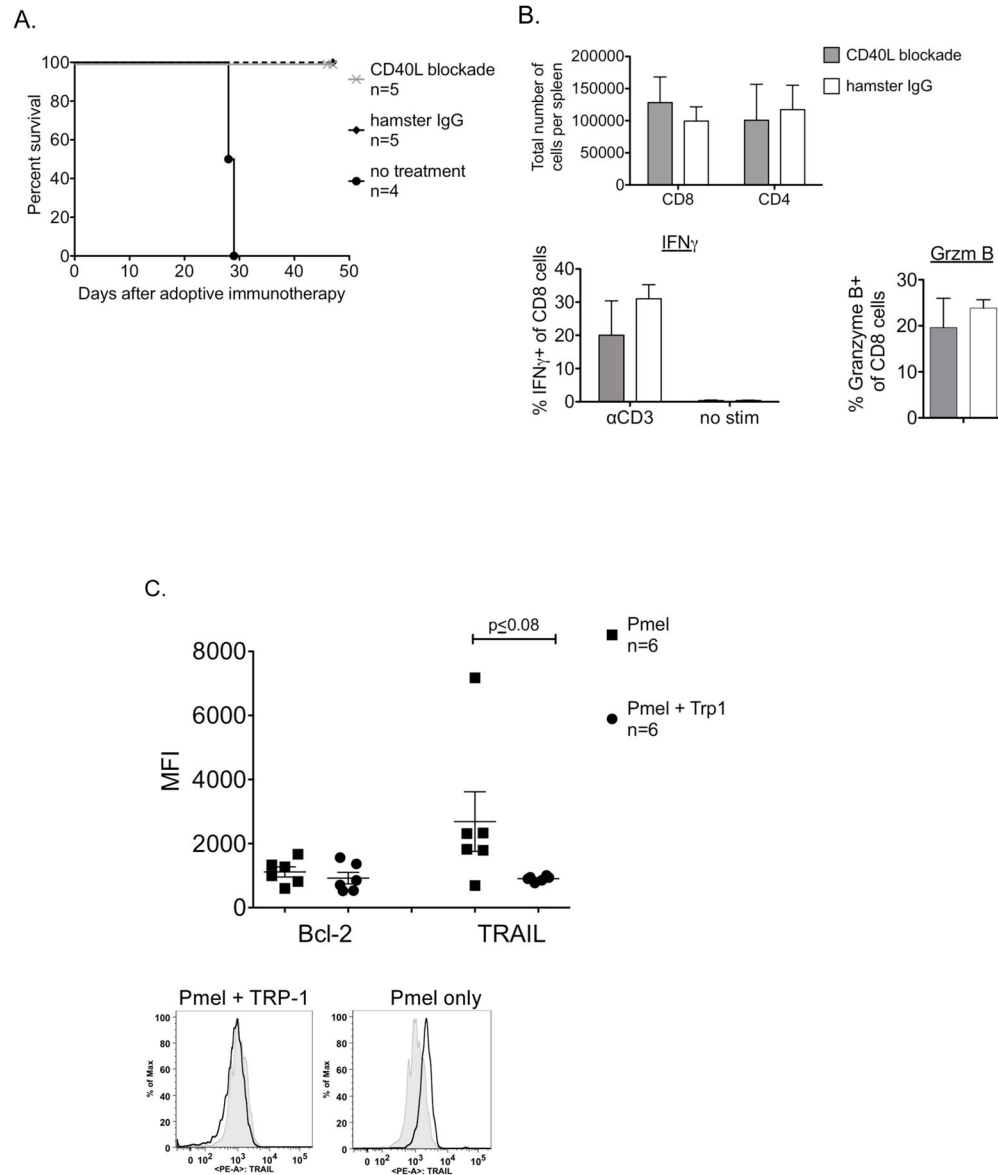 A.
Percent survival
100
80
60
40
20
0
0 10 20 30 40 50
Days after adoptive immunotherapy
CD40L blockade
n=5
hamster IgG
n=5
no treatment
n=4
B.
Total number of
cells per spleen
200000
150000
100000
50000
0
CD8 CD4
CD40L blockade
hamster IgG
IFNγ
% IFNγ+ of CD8 cells
40
30
20
10
0
αCD3 no stim
Grzm B
% Granzyme B+
of CD8 cells
30
20
10
0
C.
MFI
8000
6000
4000
2000
0
p≤0.08
Bcl-2 TRAIL
Pmel
n=6
Pmel + Trp1
n=6
Pmel + TRP-1
% of Max
100
80
60
40
20
0
0 10² 10³ 10⁴ 10⁵
<PE-A>: TRAIL
Pmel only
% of Max
100
80
60
40
20
0
0 10² 10³ 10⁴ 10⁵
<PE-A>: TRAIL